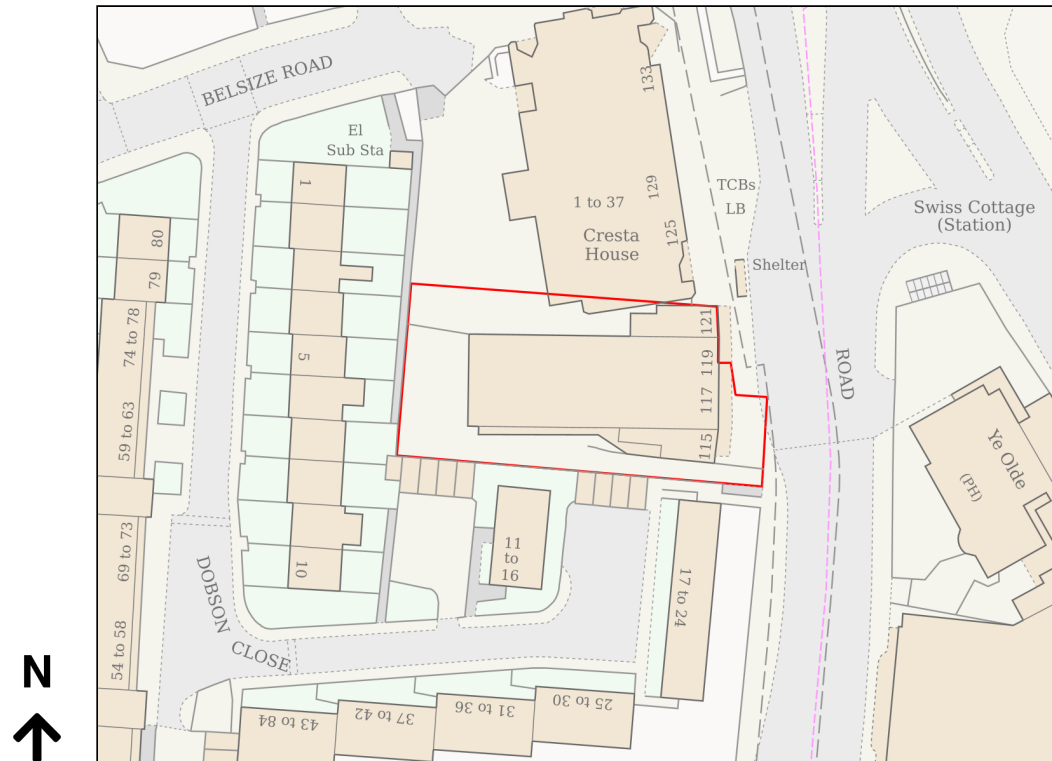 BELSIZE ROAD
El
Sub Sta
133
129
125
1 to 37
Cresta
House
TCBs
LB
Shelter
Swiss Cottage
(Station)
1
5
10
80
79
74 to 78
59 to 63
69 to 73
54 to 58
121
119
117
115
ROAD
Ye Olde
(PH)
11
to
16
17 to 24
DOBSON
CLOSE
43 to 84
37 to 42
31 to 36
25 to 30
N